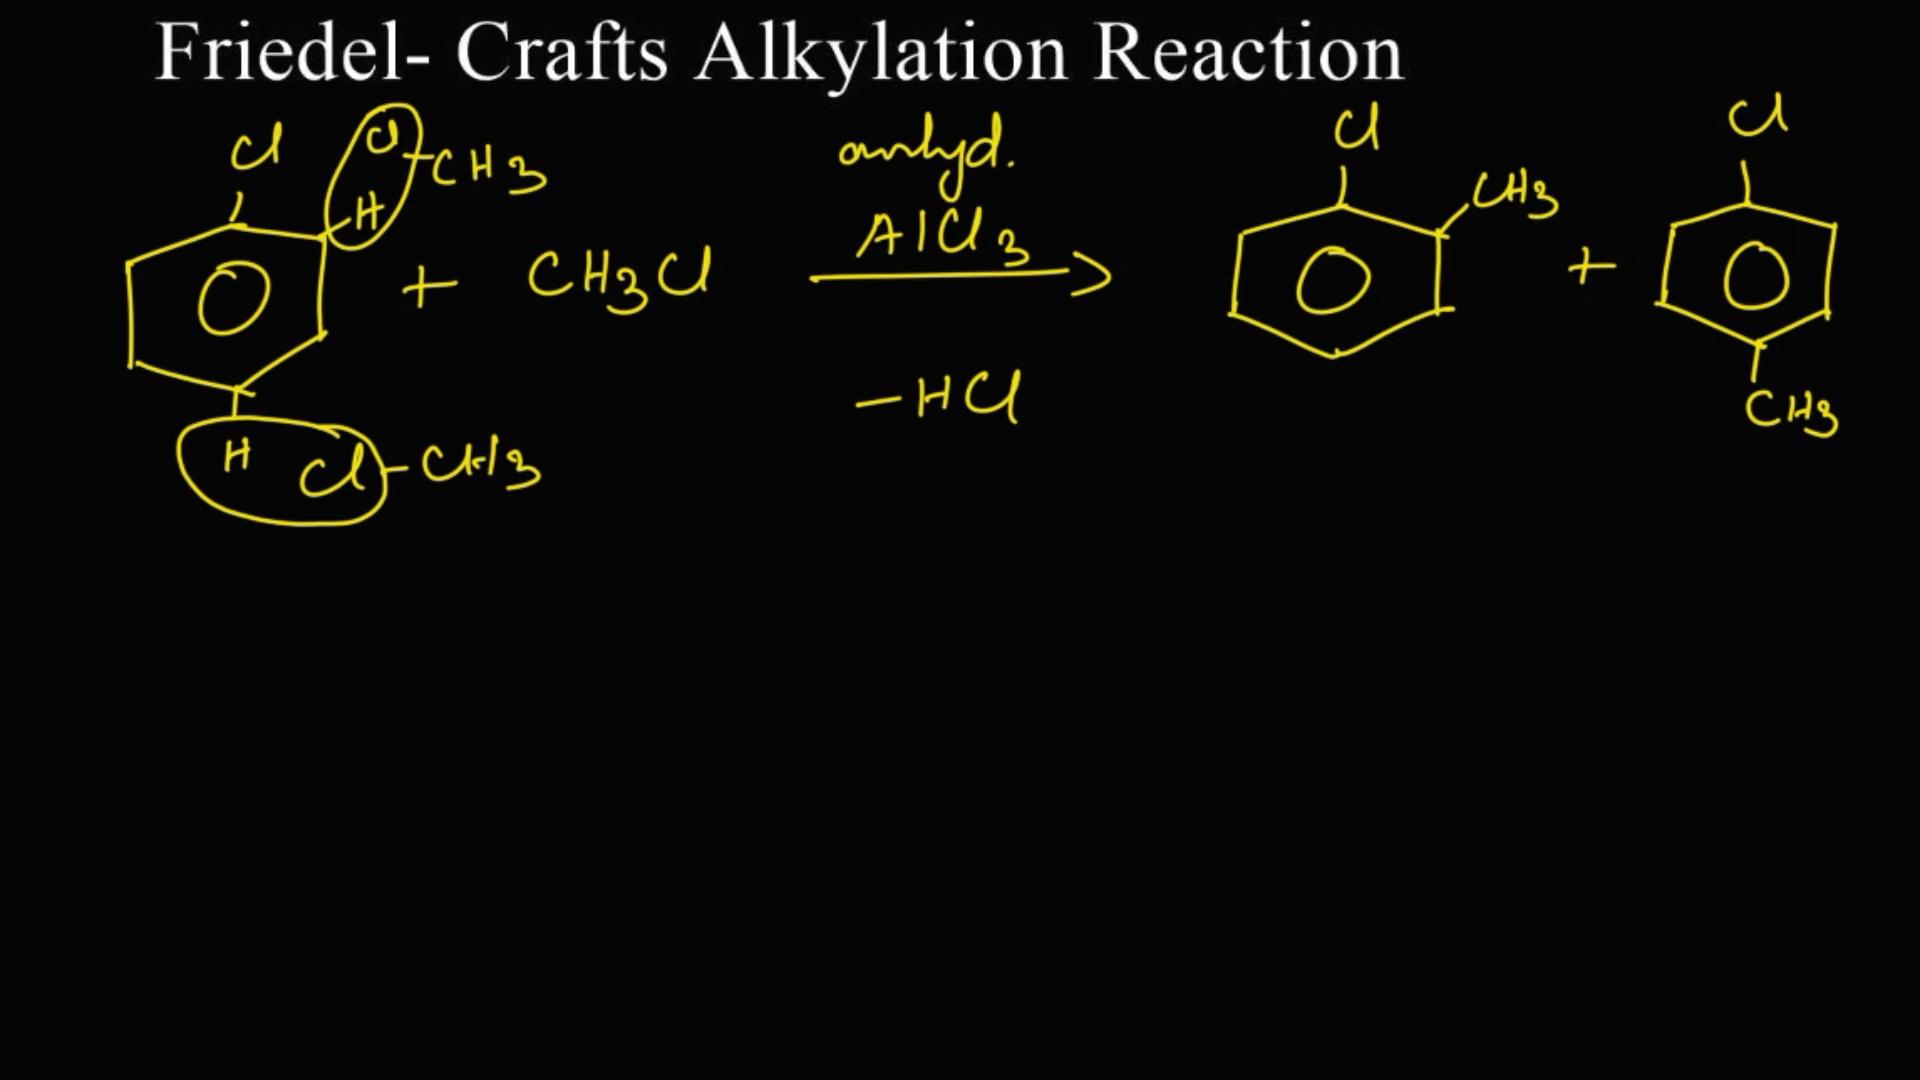 Friedel- Crafts Alkylation Reaction
Cl Cl-CH3 anhyd. Cl Cl
H AlCl3 CH3
+ CH3Cl +
-HCl CH3
H Cl-CH3